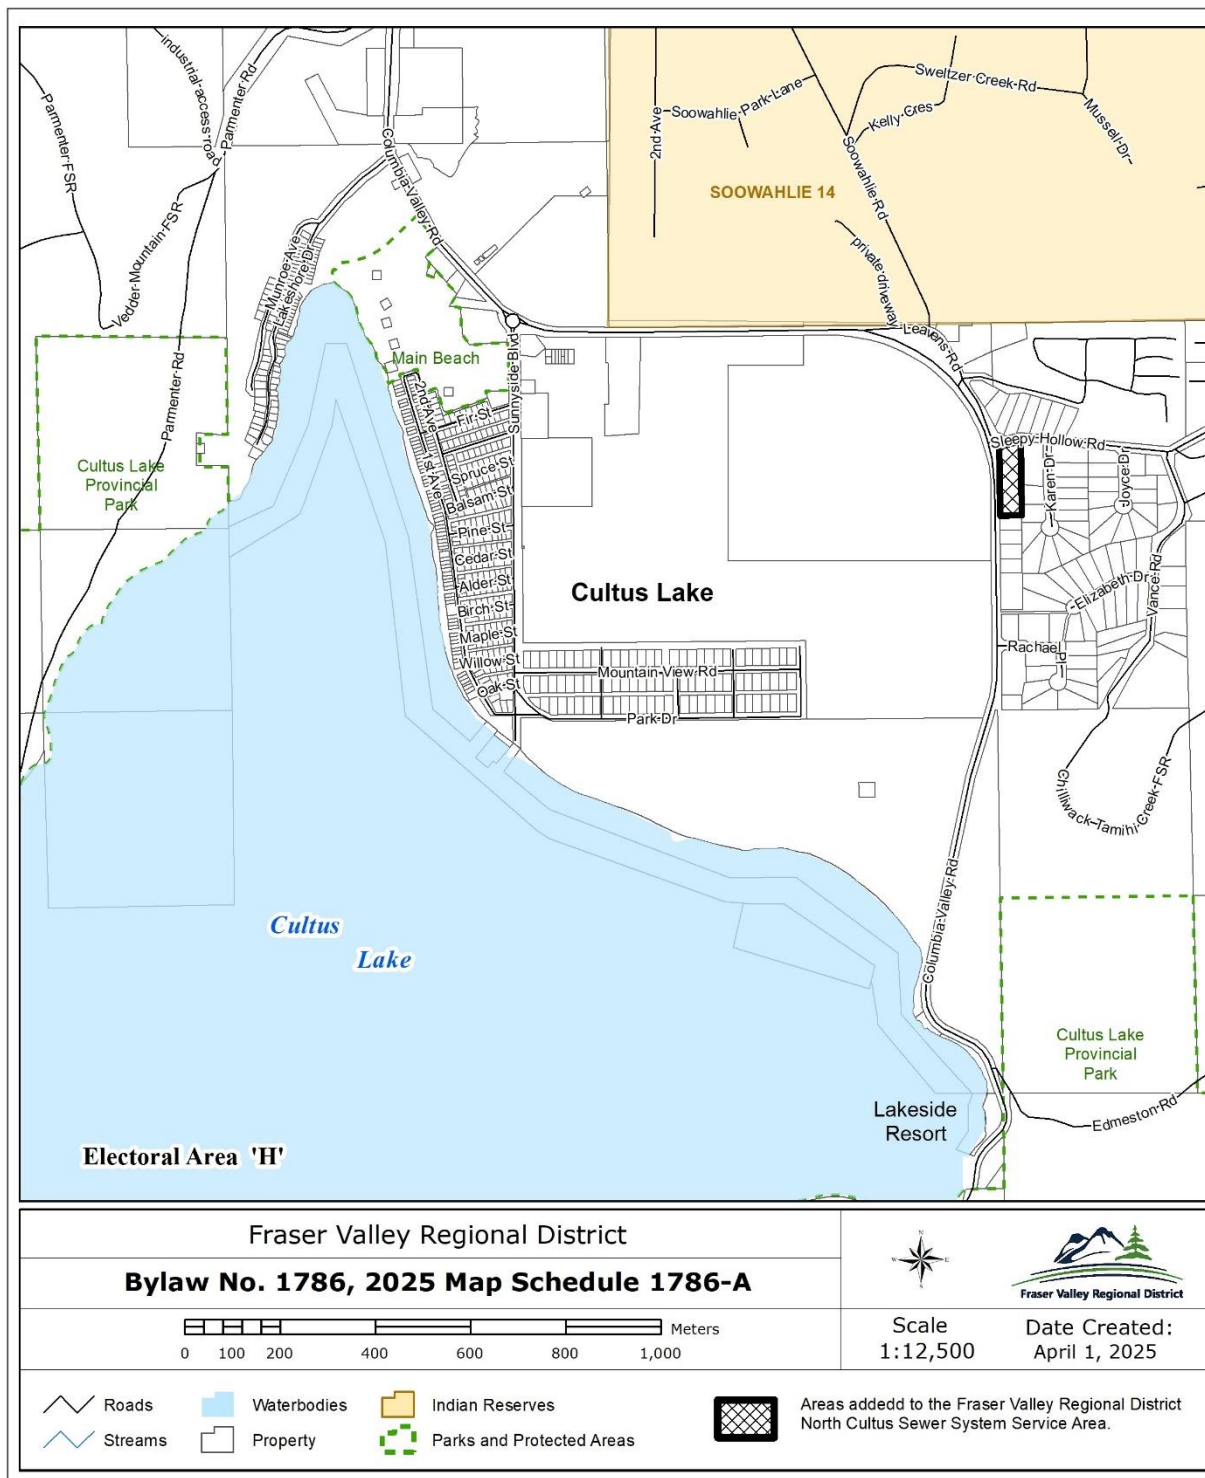 industrial access road
Parmenter Rd
Parmenter FSR
Columbia Valley Rd
2nd Ave
Soowahlie Park Lane
Sweltzer Creek Rd
Kelly Cres
Mussell Dr
Soowahlie Rd
SOOWAHLIE 14
private driveway
Vedder Mountain FSR
Munroe Ave
Lakeshore Dr
Leavens Rd
Parmenter Rd
Main Beach
Sunnyside Blvd
2nd Ave
Fir St
1st Ave
Spruce St
Balsam St
Pine St
Cedar St
Alder St
Birch St
Maple St
Willow St
Oak St
Sleepy Hollow Rd
Karen Dr
Joyce Dr
Cultus Lake
Provincial
Park
Cultus Lake
Elizabeth Dr
Vance Rd
Rachael Pl
Mountain View Rd
Park Dr
Chilliwack Tamihi Creek FSR
Columbia Valley Rd
Cultus
Lake
Cultus Lake
Provincial
Park
Edmeston Rd
Lakeside
Resort
Electoral Area 'H'
Fraser Valley Regional District
Bylaw No. 1786, 2025 Map Schedule 1786-A
Meters
0 100 200 400 600 800 1,000
N
W E
S
Fraser Valley Regional District
Scale
1:12,500
Date Created:
April 1, 2025
Roads
Waterbodies
Indian Reserves
Streams
Property
Parks and Protected Areas
Areas addedd to the Fraser Valley Regional District
North Cultus Sewer System Service Area.